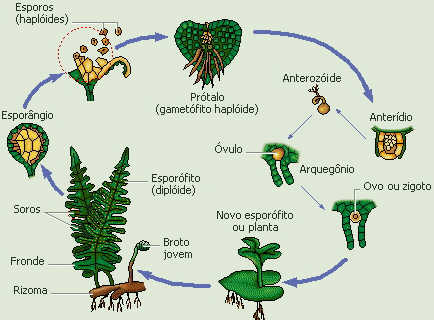 Esporos
(haplóides)
Esporângio
Prótalo
(gametófito haplóide)
Anterozóide
Anterídio
Óvulo
Arquegônio
Ovo ou zigoto
Esporófito
(diplóide)
Soros
Novo esporófito
ou planta
Broto
jovem
Fronde
Rizoma